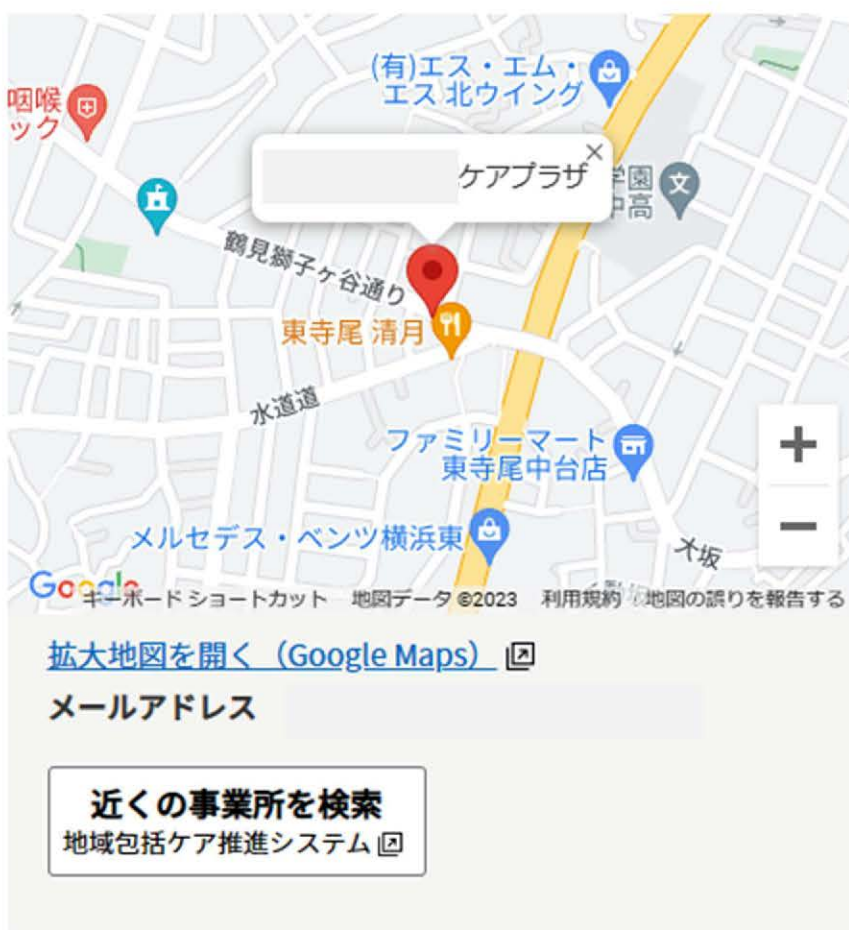 (有)エス・エム・
エス 北ウイング
咽喉
ック
ケアプラザ
学園
中高
鶴見獅子ヶ谷通り
東寺尾 清月
水道道
ファミリーマート
東寺尾中台店
メルセデス・ベンツ横浜東
大坂
Google
キーボード ショートカット 地図データ ©2023 利用規約 地図の誤りを報告する
拡大地図を開く(Google Maps)
メールアドレス
近くの事業所を検索
地域包括ケア推進システム